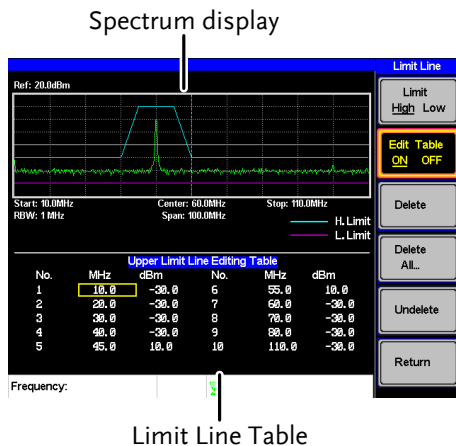 Spectrum display
Limit Line
Ref: 20.0dBm
Limit
High Low
Edit Table
ON OFF
Start: 10.0MHz Center: 60.0MHz Stop: 110.0MHz
RBW: 1 MHz Span: 100.0MHz
H. Limit
L. Limit
Delete
Delete
All...
Upper Limit Line Editing Table
No. MHz dBm No. MHz dBm
1 10.0 -30.0 6 55.0 10.0
2 20.0 -30.0 7 60.0 -30.0
3 30.0 -30.0 8 70.0 -30.0
4 40.0 -30.0 9 80.0 -30.0
5 45.0 10.0 10 110.0 -30.0
Undelete
Return
Frequency:
Limit Line Table